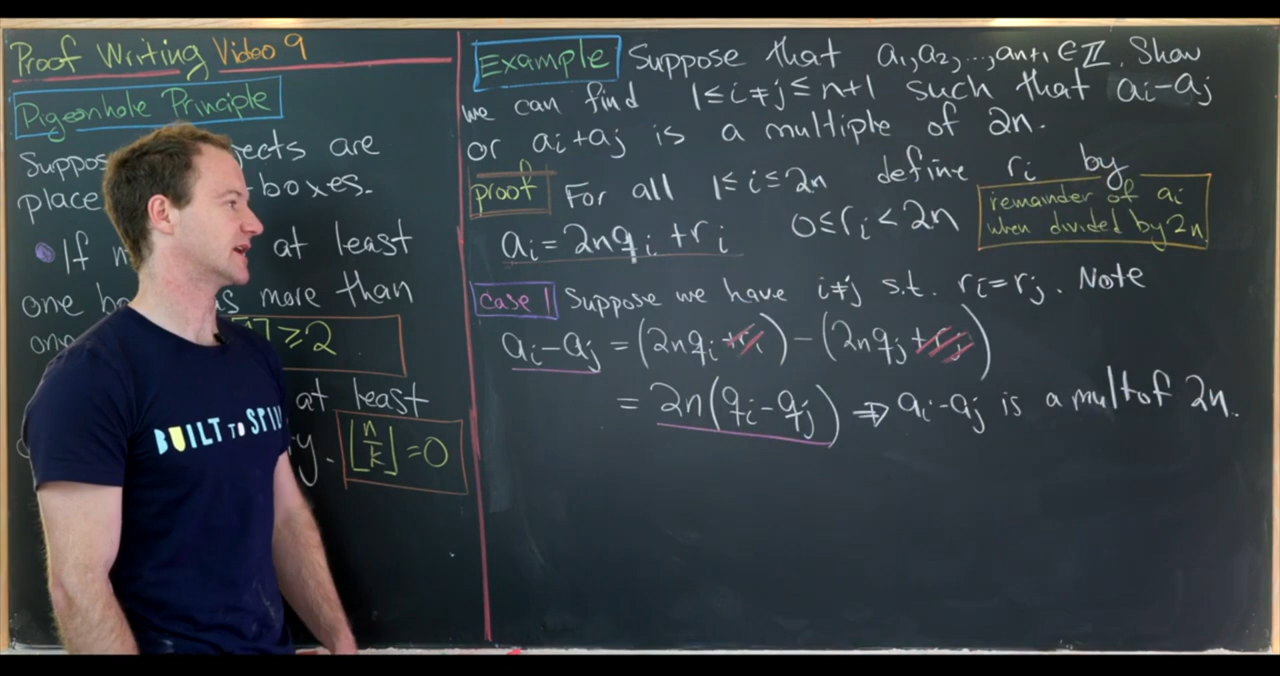 Proof Writing Video 9
Pigeonhole Principle
Suppos jects are
place -boxes.
If at least
one bo s more than
on ≥2
at least
y. ⌊n/k⌋=0
BUILT TO SPI
Example Suppose that a₁,a₂,...,aₙ₊₁∈ℤ. Show
we can find 1≤i≠j≤n+1 such that aᵢ-aⱼ
or aᵢ+aⱼ is a multiple of 2n.
proof For all 1≤i≤2n define rᵢ by
aᵢ=2nqᵢ+rᵢ 0≤rᵢ<2n
remainder of aᵢ
when divided by 2n
case 1 Suppose we have i≠j s.t. rᵢ=rⱼ. Note
aᵢ-aⱼ =(2nqᵢ+rᵢ)-(2nqⱼ+rⱼ)
= 2n(qᵢ-qⱼ) ⇒ aᵢ-aⱼ is a mult of 2n.